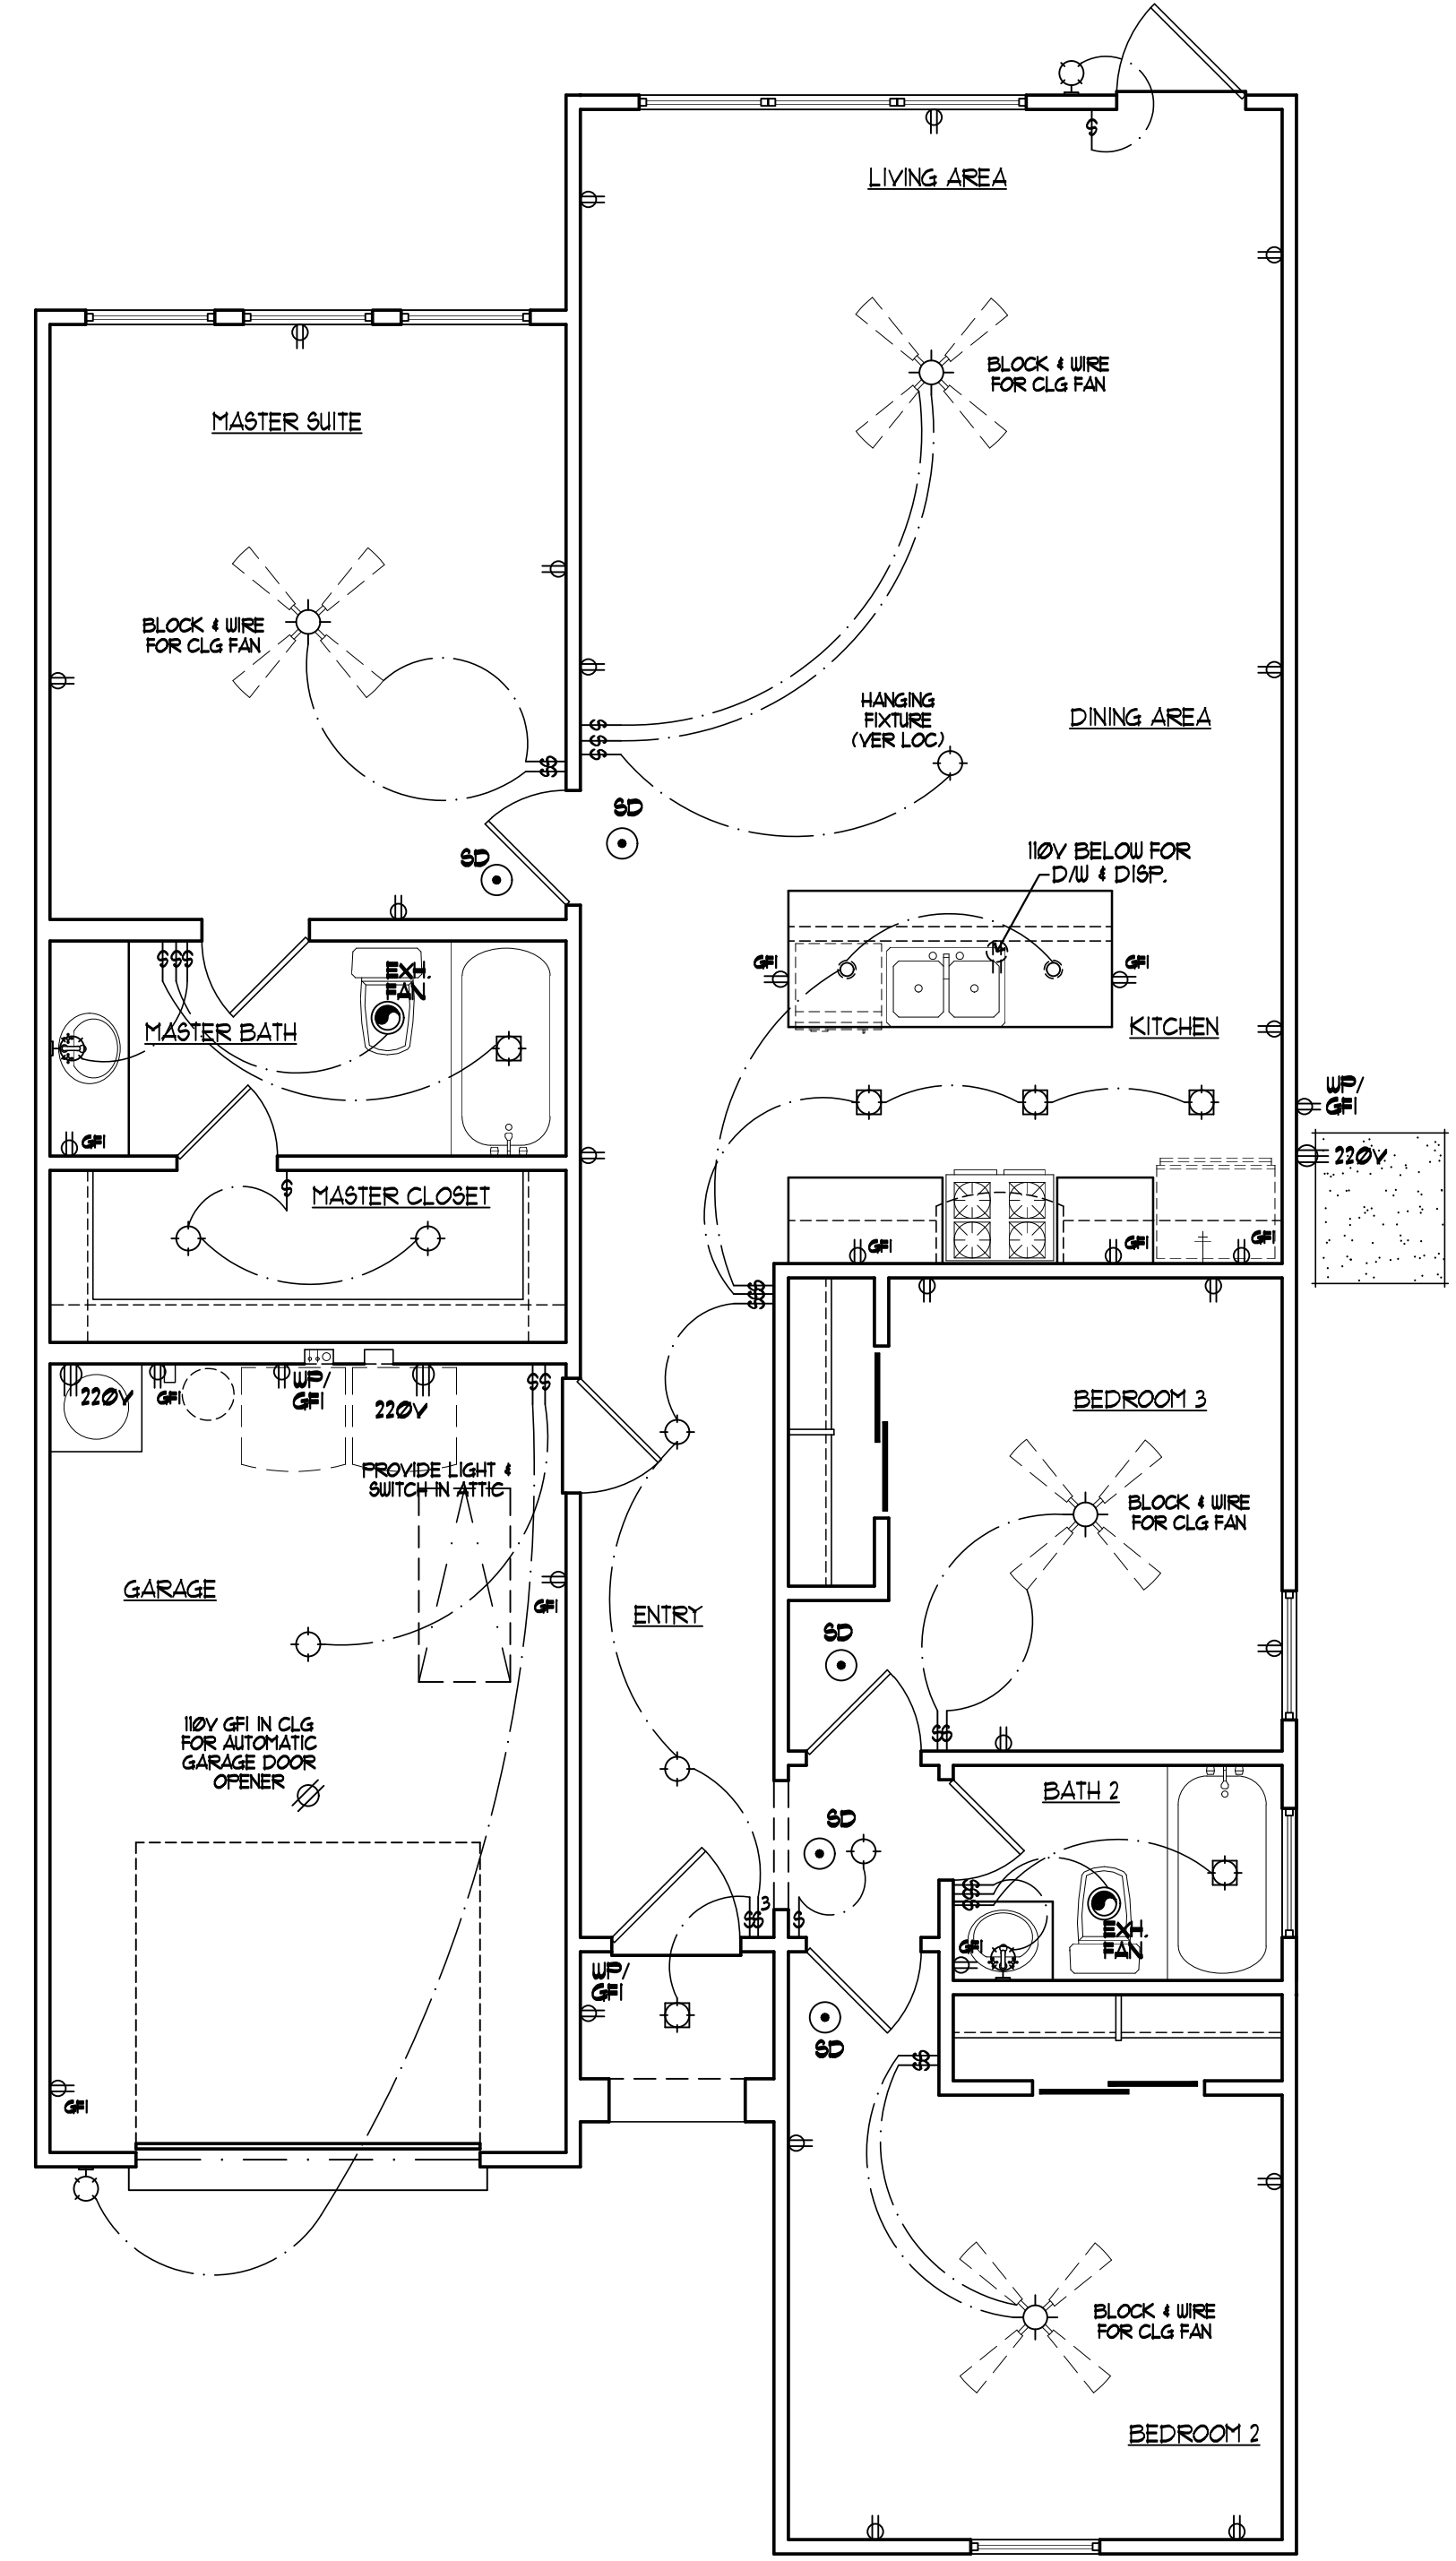 $
LIVING AREA
BLOCK & WIRE
FOR CLG FAN
MASTER SUITE
BLOCK & WIRE
FOR CLG FAN
HANGING
FIXTURE
(VER LOC)
DINING AREA
$
$
$
$$
SD
SD
110V BELOW FOR
D/W & DISP.
$$$
EXT.
FAN
GFI
GFI
KITCHEN
MASTER BATH
WP/
GFI
GFI
220V
$
MASTER CLOSET
GFI
GFI
GFI
$$$
220V
GFI
WP/
GFI
220V
$$
BEDROOM 3
PROVIDE LIGHT &
SWITCH IN ATTIC
BLOCK & WIRE
FOR CLG FAN
GARAGE
GFI
ENTRY
SD
110V GFI IN CLG
FOR AUTOMATIC
GARAGE DOOR
OPENER
$$
BATH 2
SD
$$$
3
$$
$
GFI
EXT.
FAN
WP/
GFI
SD
$$
GFI
BLOCK & WIRE
FOR CLG FAN
BEDROOM 2